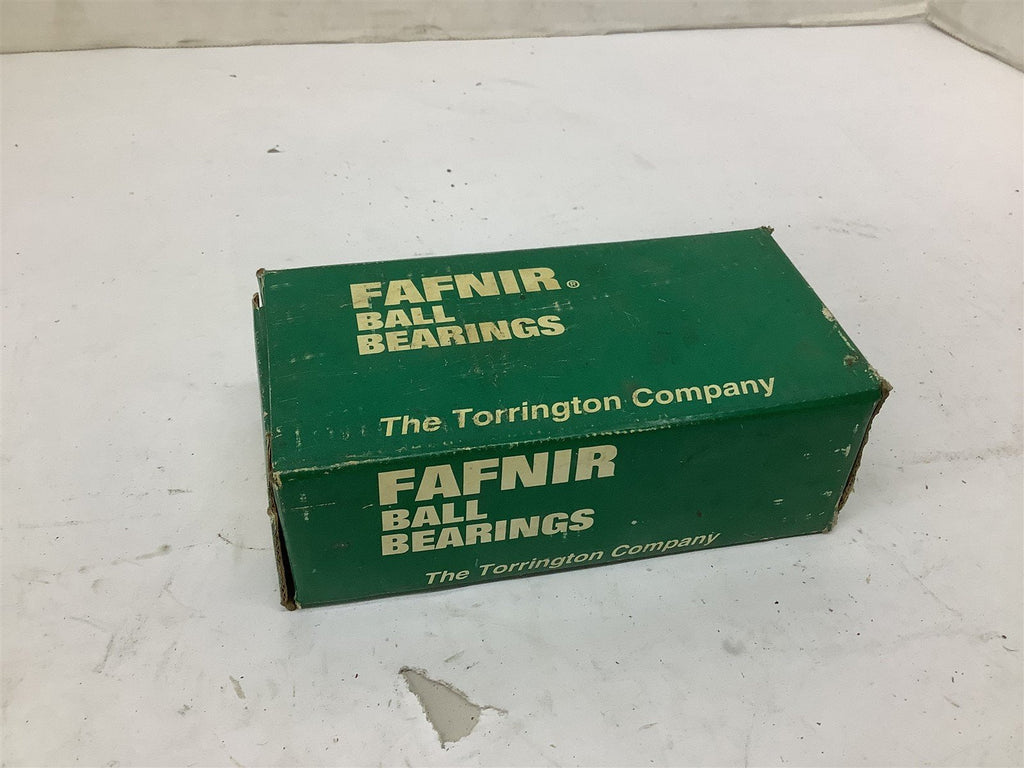 FAFNIR®
BALL
BEARINGS
The Torrington Company
FAFNIR
BALL
BEARINGS
The Torrington Company